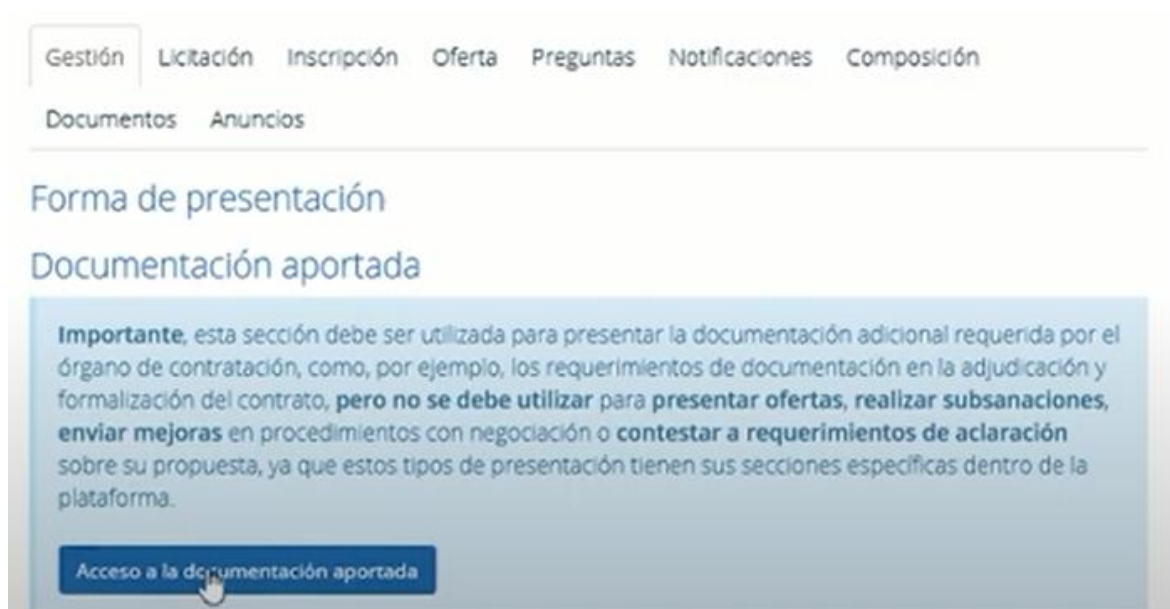 Gestión Licitación Inscripción Oferta Preguntas Notificaciones Composición
Documentos Anuncios
Forma de presentación
Documentación aportada
Importante, esta sección debe ser utilizada para presentar la documentación adicional requerida por el
órgano de contratación, como, por ejemplo, los requerimientos de documentación en la adjudicación y
formalización del contrato, pero no se debe utilizar para presentar ofertas, realizar subsanaciones,
enviar mejoras en procedimientos con negociación o contestar a requerimientos de aclaración
sobre su propuesta, ya que estos tipos de presentación tienen sus secciones específicas dentro de la
plataforma.
Acceso a la documentación aportada